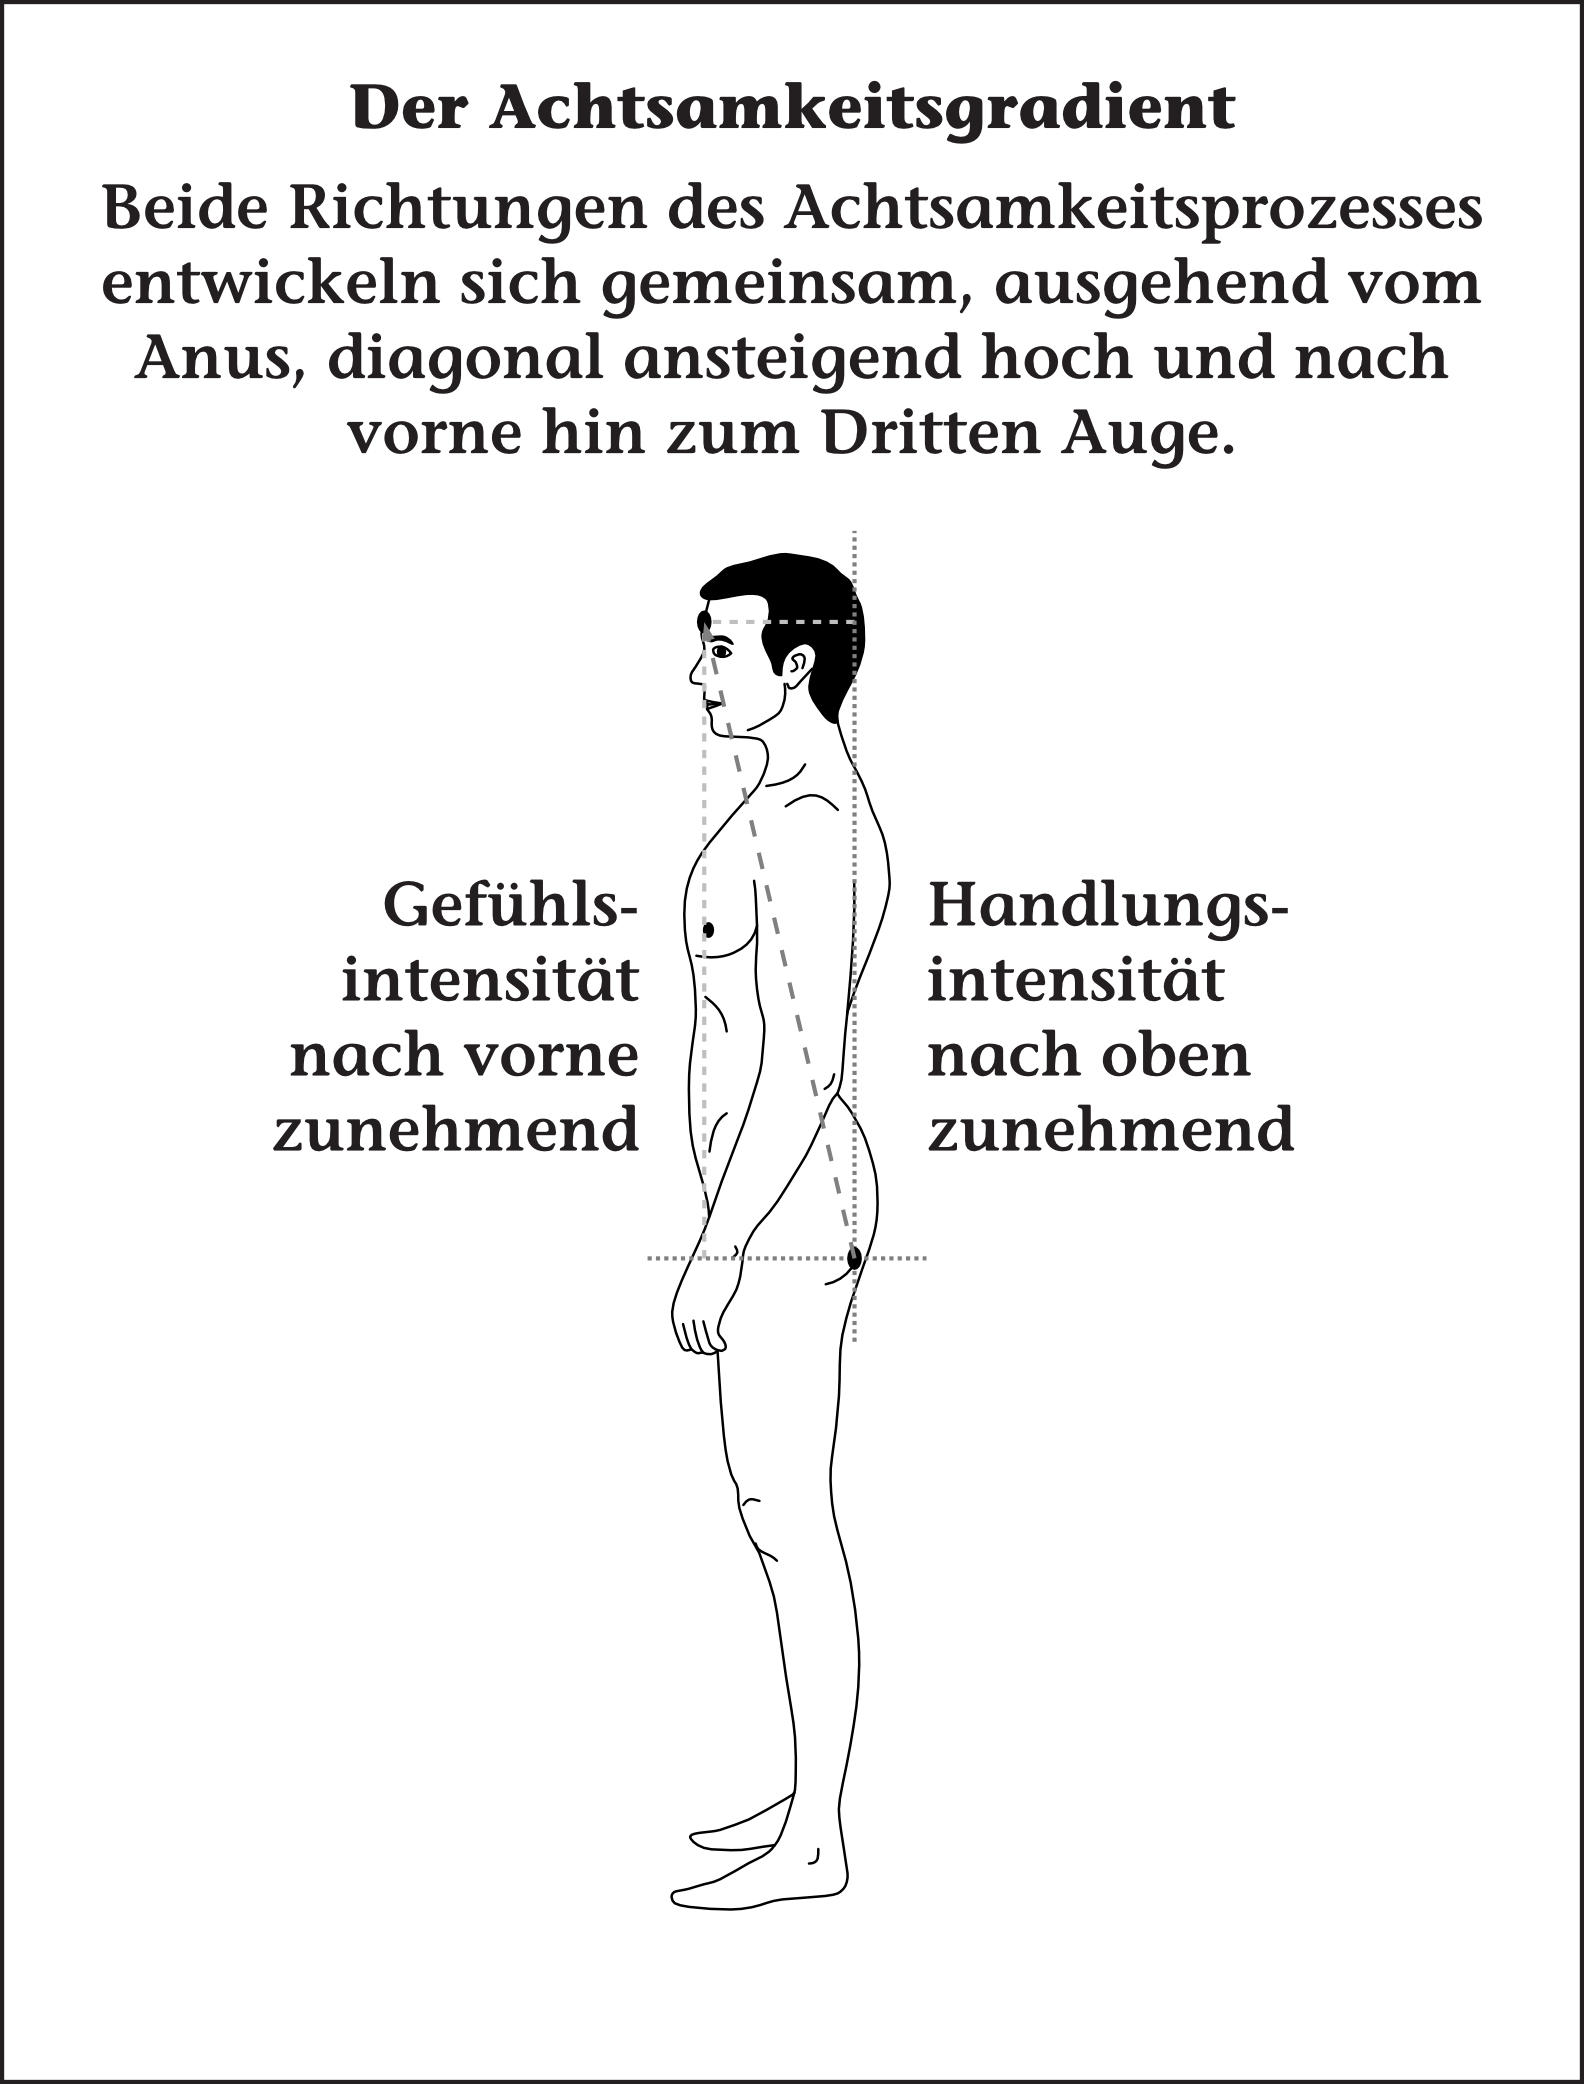 Der Achtsamkeitsgradient
Beide Richtungen des Achtsamkeitsprozesses
entwickeln sich gemeinsam, ausgehend vom
Anus, diagonal ansteigend hoch und nach
vorne hin zum Dritten Auge.
Gefühls-
intensität
nach vorne
zunehmend
Handlungs-
intensität
nach oben
zunehmend